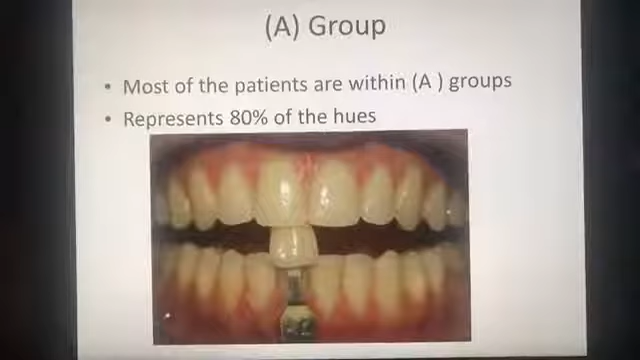 (A) Group
• Most of the patients are within (A ) groups
• Represents 80% of the hues